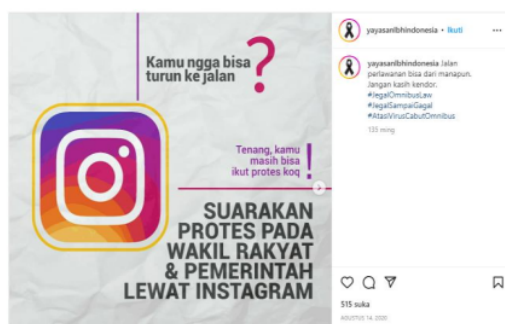 Kamu ngga bisa
turun ke jalan ?
Tenang, kamu
masih bisa
ikut protes koq !
SUARAKAN
PROTES PADA
WAKIL RAKYAT
& PEMERINTAH
LEWAT INSTAGRAM
yayasanlbhindonesia • Ikuti
yayasanlbhindonesia Jalan
perlawanan bisa dari manapun.
Jangan kasih kendor.
#JegalOmnibusLaw
#JegalSampaiGagal
#AtasiVirusCabutOmnibus
135 ming
515 suka
AGUSTUS 14, 2020